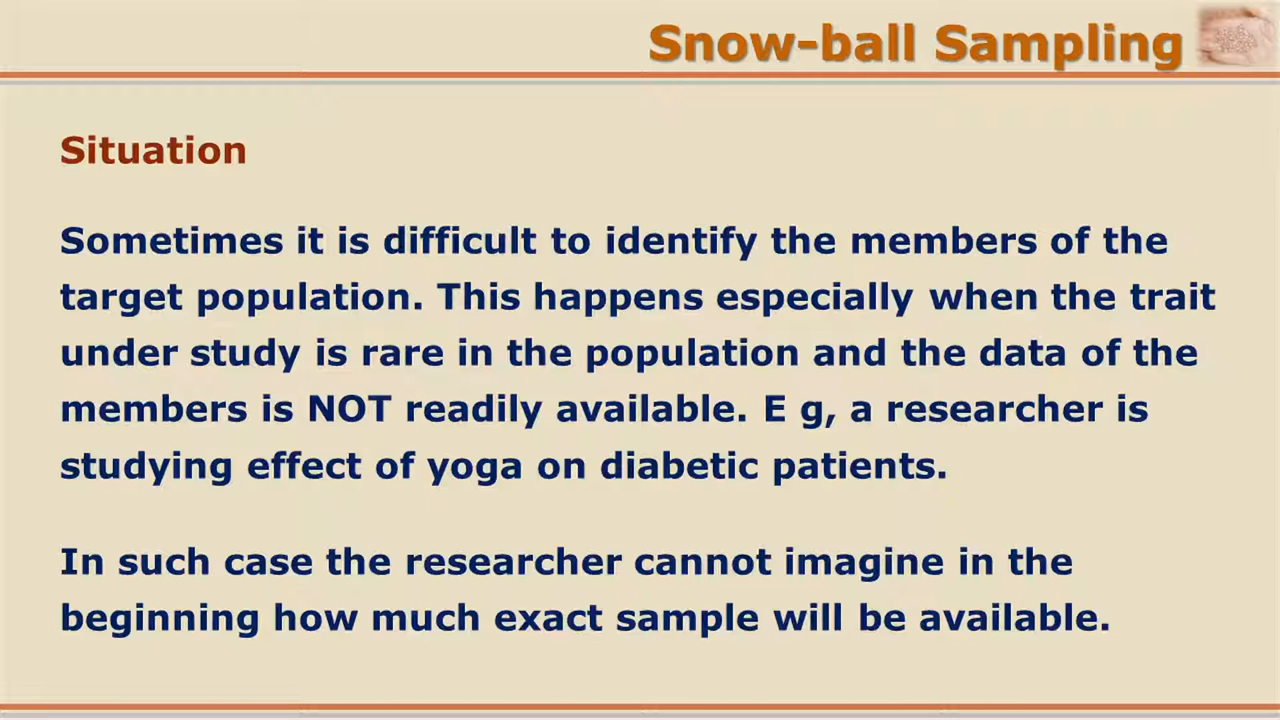 Snow-ball Sampling
Situation
Sometimes it is difficult to identify the members of the
target population. This happens especially when the trait
under study is rare in the population and the data of the
members is NOT readily available. E g, a researcher is
studying effect of yoga on diabetic patients.
In such case the researcher cannot imagine in the
beginning how much exact sample will be available.